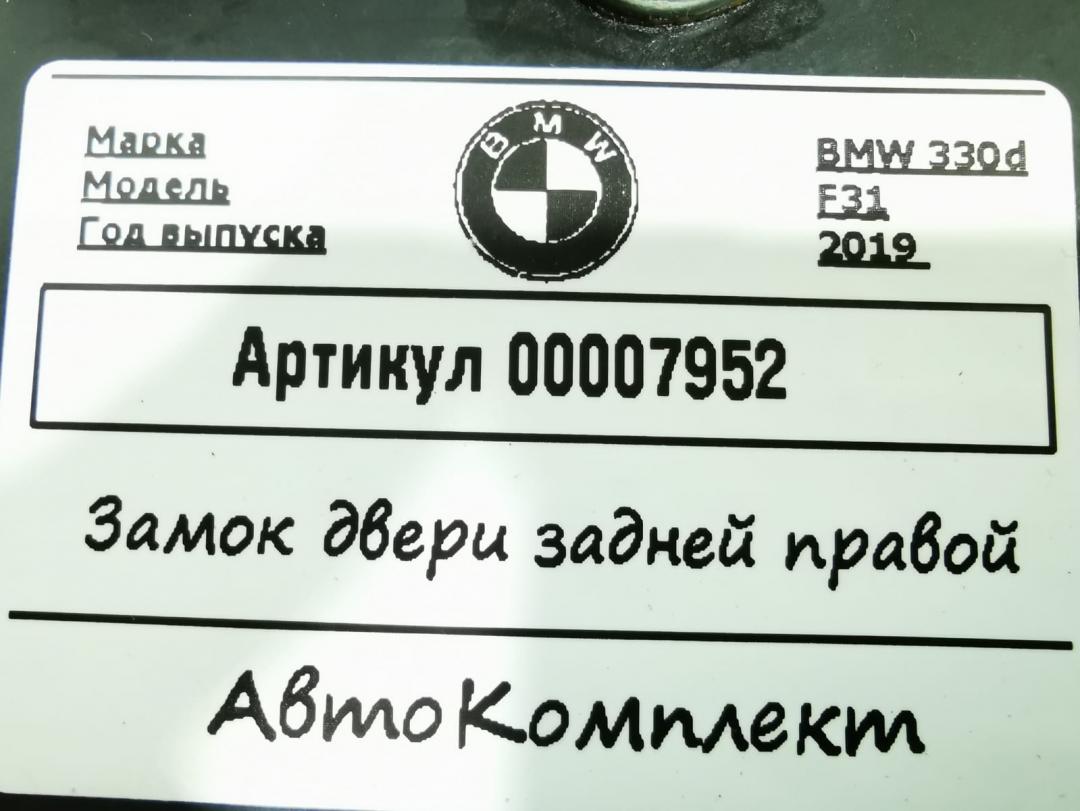 Марка
Модель
Год выпуска
BMW
BMW 330d
F31
2019
Артикул 00007952
Замок двери задней правой
АвтоКомплект